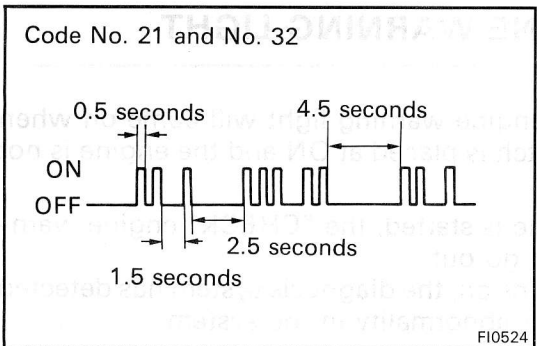 Code No. 21 and No. 32
0.5 seconds
4.5 seconds
ON
OFF
2.5 seconds
1.5 seconds
FI0524